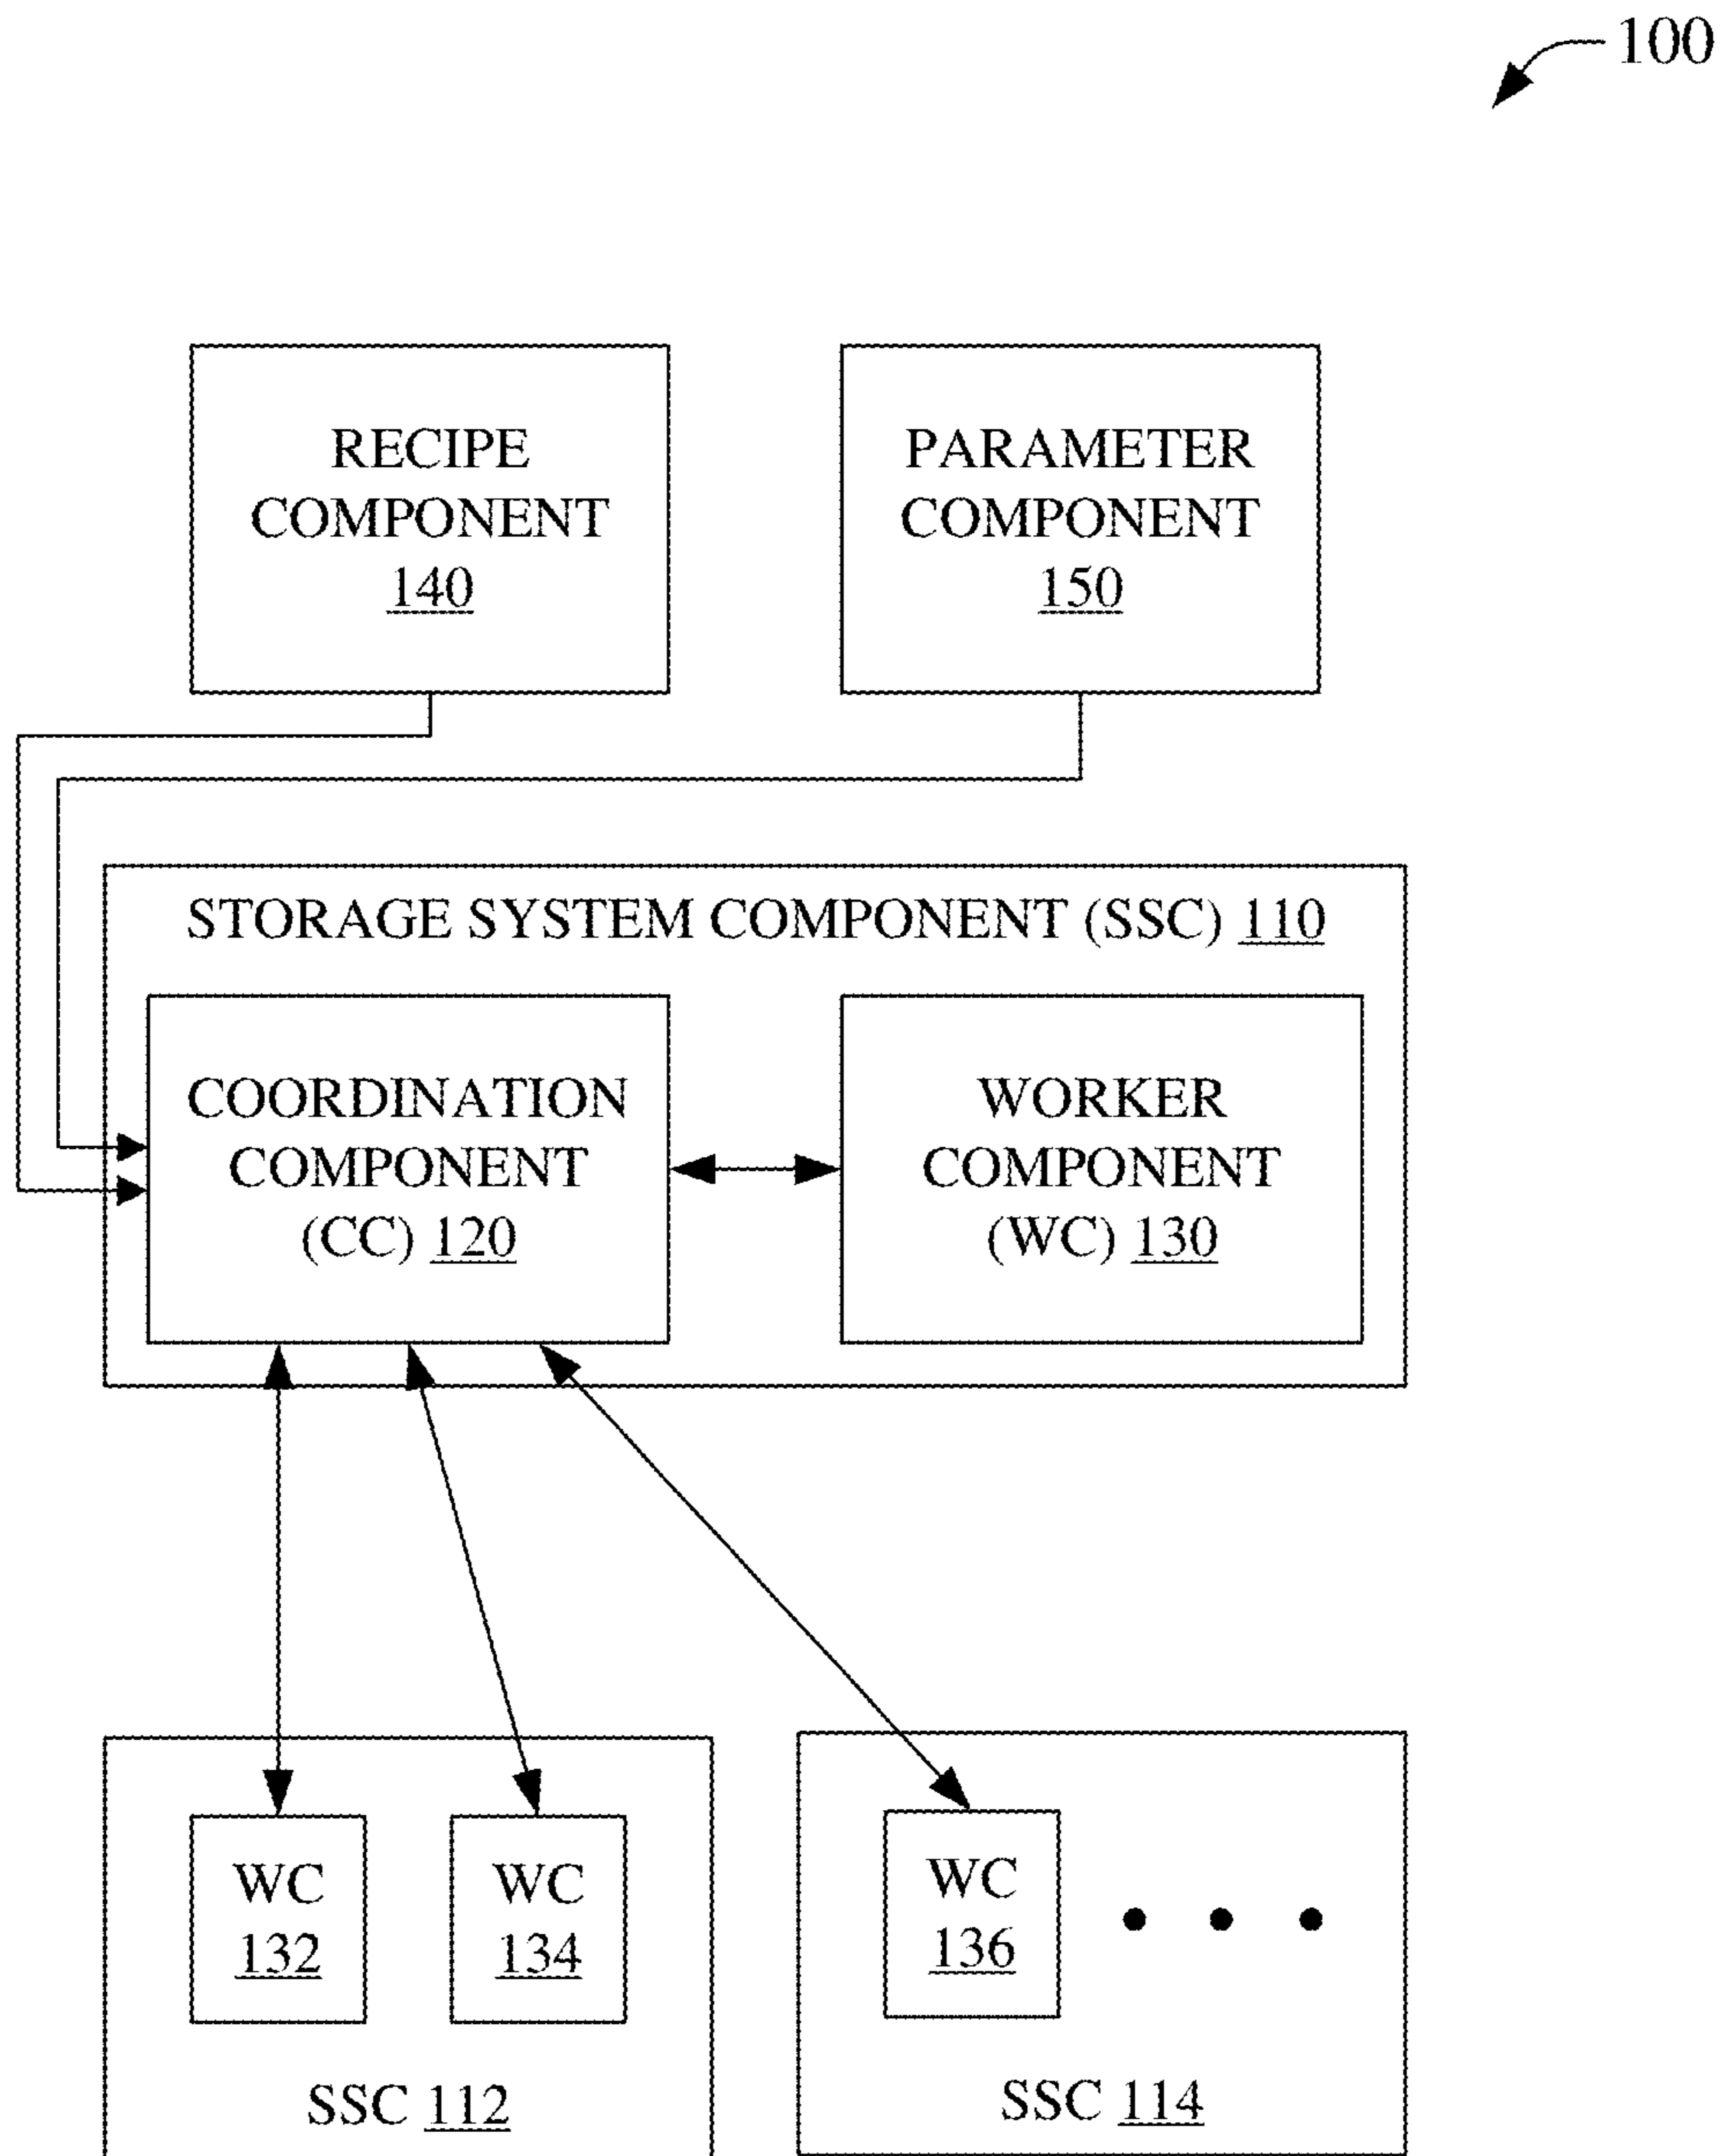 100
RECIPE
COMPONENT
140
PARAMETER
COMPONENT
150
STORAGE SYSTEM COMPONENT (SSC) 110
COORDINATION
COMPONENT
(CC) 120
WORKER
COMPONENT
(WC) 130
WC
132
WC
134
WC
136
SSC 112
SSC 114